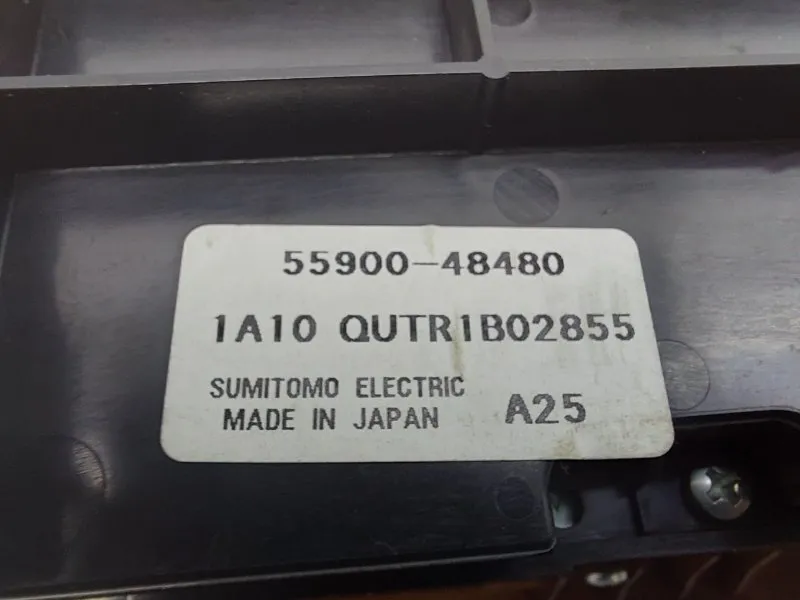 55900-48480
1A10 QUTR1B02855
SUMITOMO ELECTRIC
MADE IN JAPAN A25